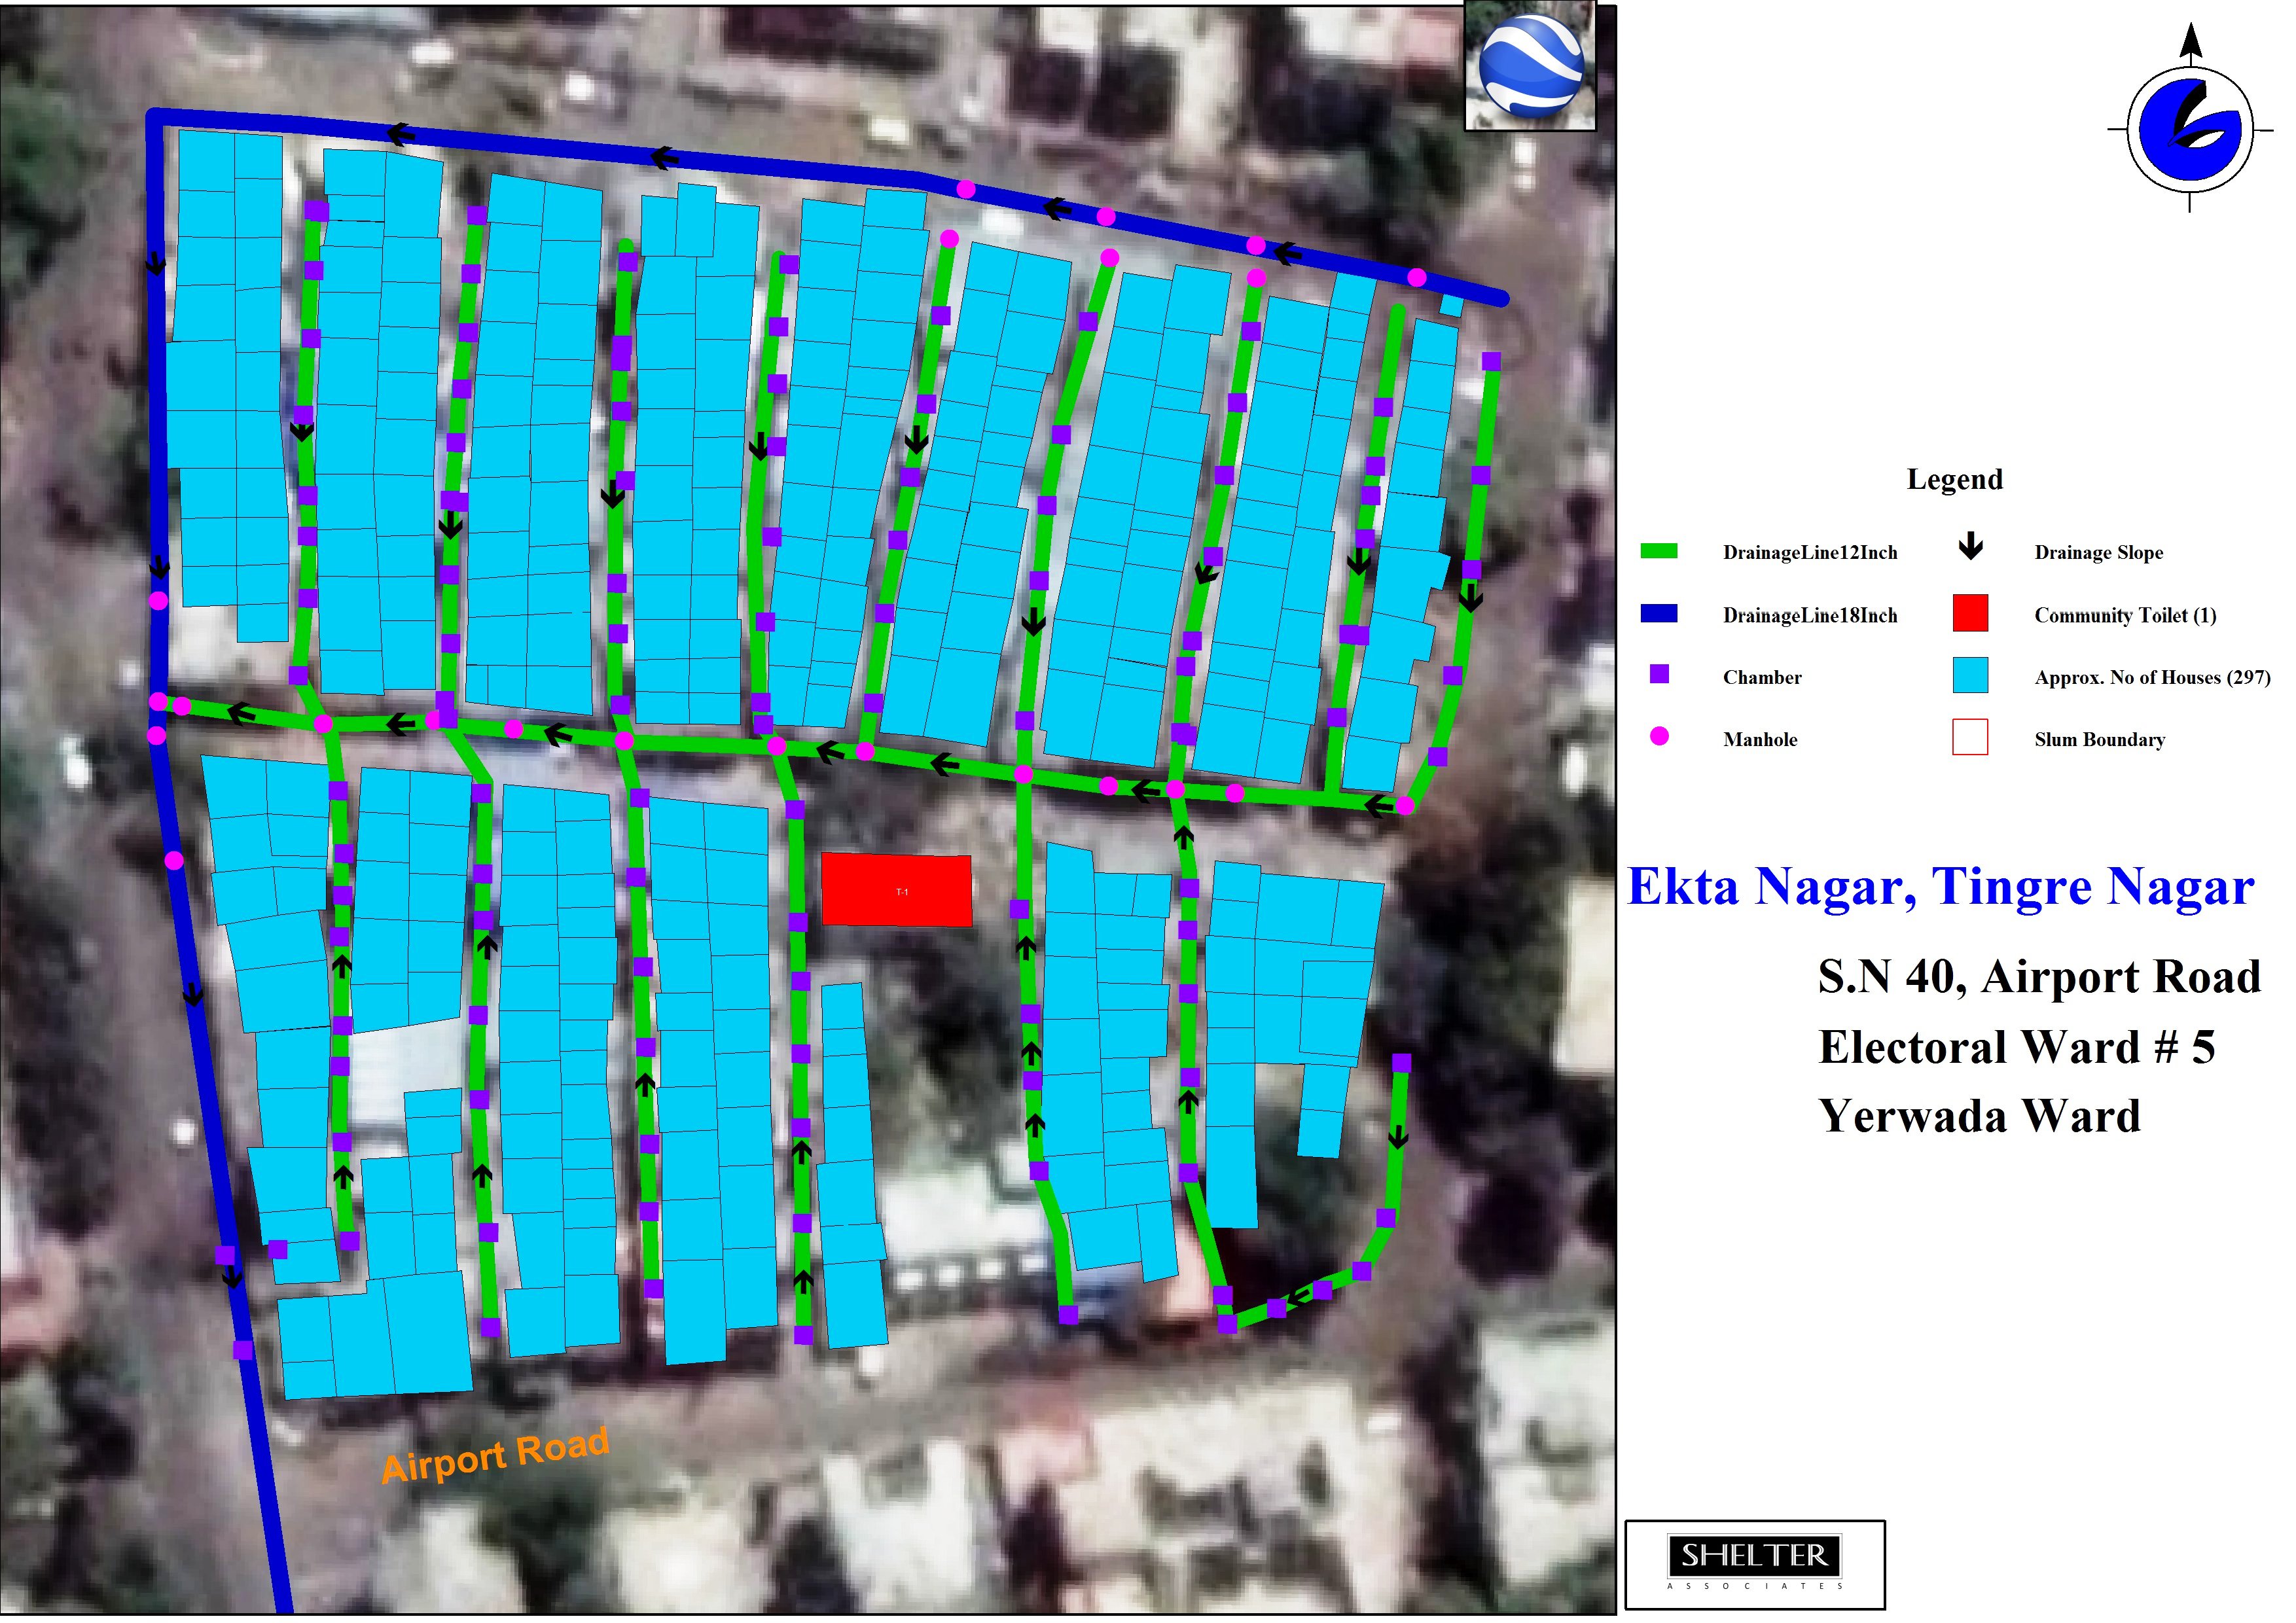 T-1
Airport Road
Legend
DrainageLine12Inch
Drainage Slope
DrainageLine18Inch
Community Toilet (1)
Chamber
Approx. No of Houses (297)
Manhole
Slum Boundary
Ekta Nagar, Tingre Nagar
S.N 40, Airport Road
Electoral Ward # 5
Yerwada Ward
SHELTER
ASSOCIATES